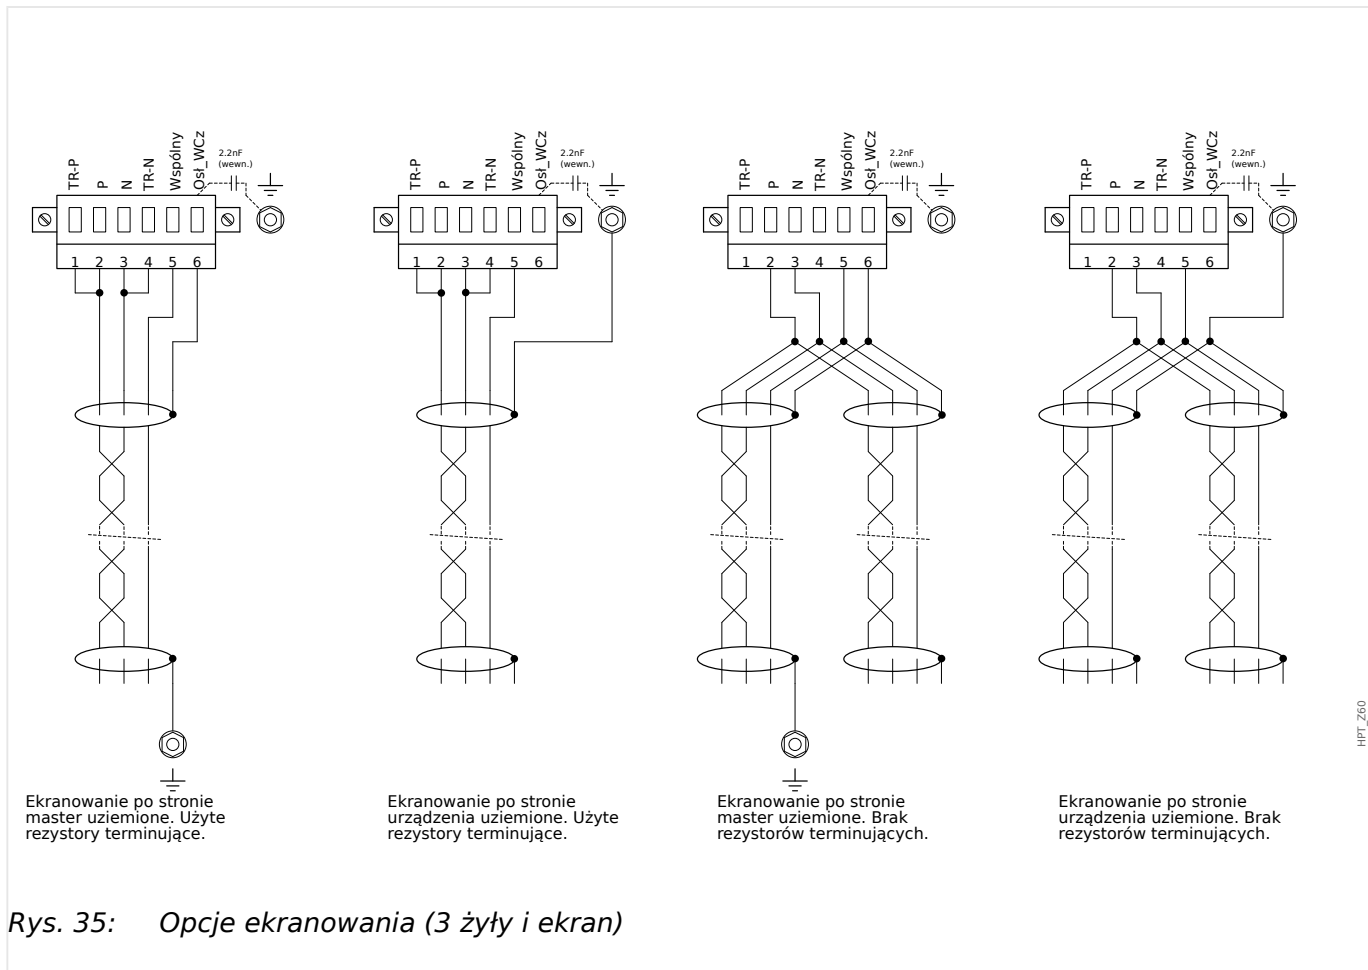 TR-P
P
N
TR-N
Wspólny
Osł_WCz
2.2nF
(wewn.)
1 2 3 4 5 6
TR-P
P
N
TR-N
Wspólny
Osł_WCz
2.2nF
(wewn.)
1 2 3 4 5 6
TR-P
P
N
TR-N
Wspólny
Osł_WCz
2.2nF
(wewn.)
1 2 3 4 5 6
TR-P
P
N
TR-N
Wspólny
Osł_WCz
2.2nF
(wewn.)
1 2 3 4 5 6
HPT_Z60
Ekranowanie po stronie
master uziemione. Użyte
rezystory terminujące.
Ekranowanie po stronie
urządzenia uziemione. Użyte
rezystory terminujące.
Ekranowanie po stronie
master uziemione. Brak
rezystorów terminujących.
Ekranowanie po stronie
urządzenia uziemione. Brak
rezystorów terminujących.
Rys. 35: Opcje ekranowania (3 żyły i ekran)